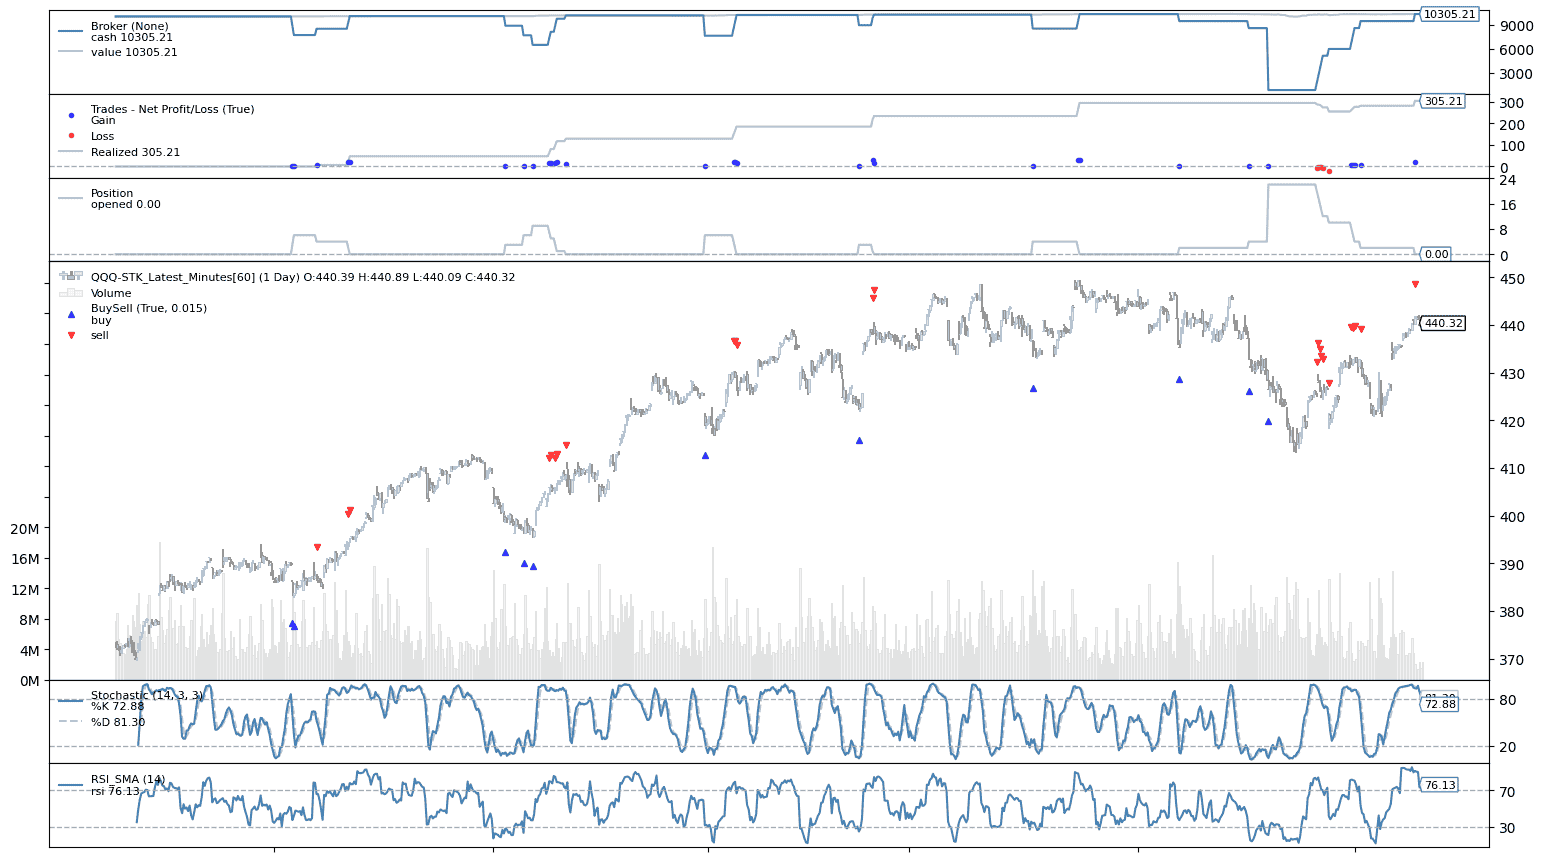 Broker (None)
cash 10305.21
value 10305.21
10305.21
9000
6000
3000
Trades - Net Profit/Loss (True)
Gain
Loss
Realized 305.21
305.21
300
200
100
0
Position
opened 0.00
24
16
8
0
0.00
QQQ-STK_Latest_Minutes[60] (1 Day) O:440.39 H:440.89 L:440.09 C:440.32
Volume
BuySell (True, 0.015)
buy
sell
450
440
440.32
430
420
410
400
390
380
370
20M
16M
12M
8M
4M
0M
Stochastic (14, 3, 3)
%K 72.88
%D 81.30
81.30
80
72.88
20
RSI_SMA (14)
rsi 76.13
76.13
70
30